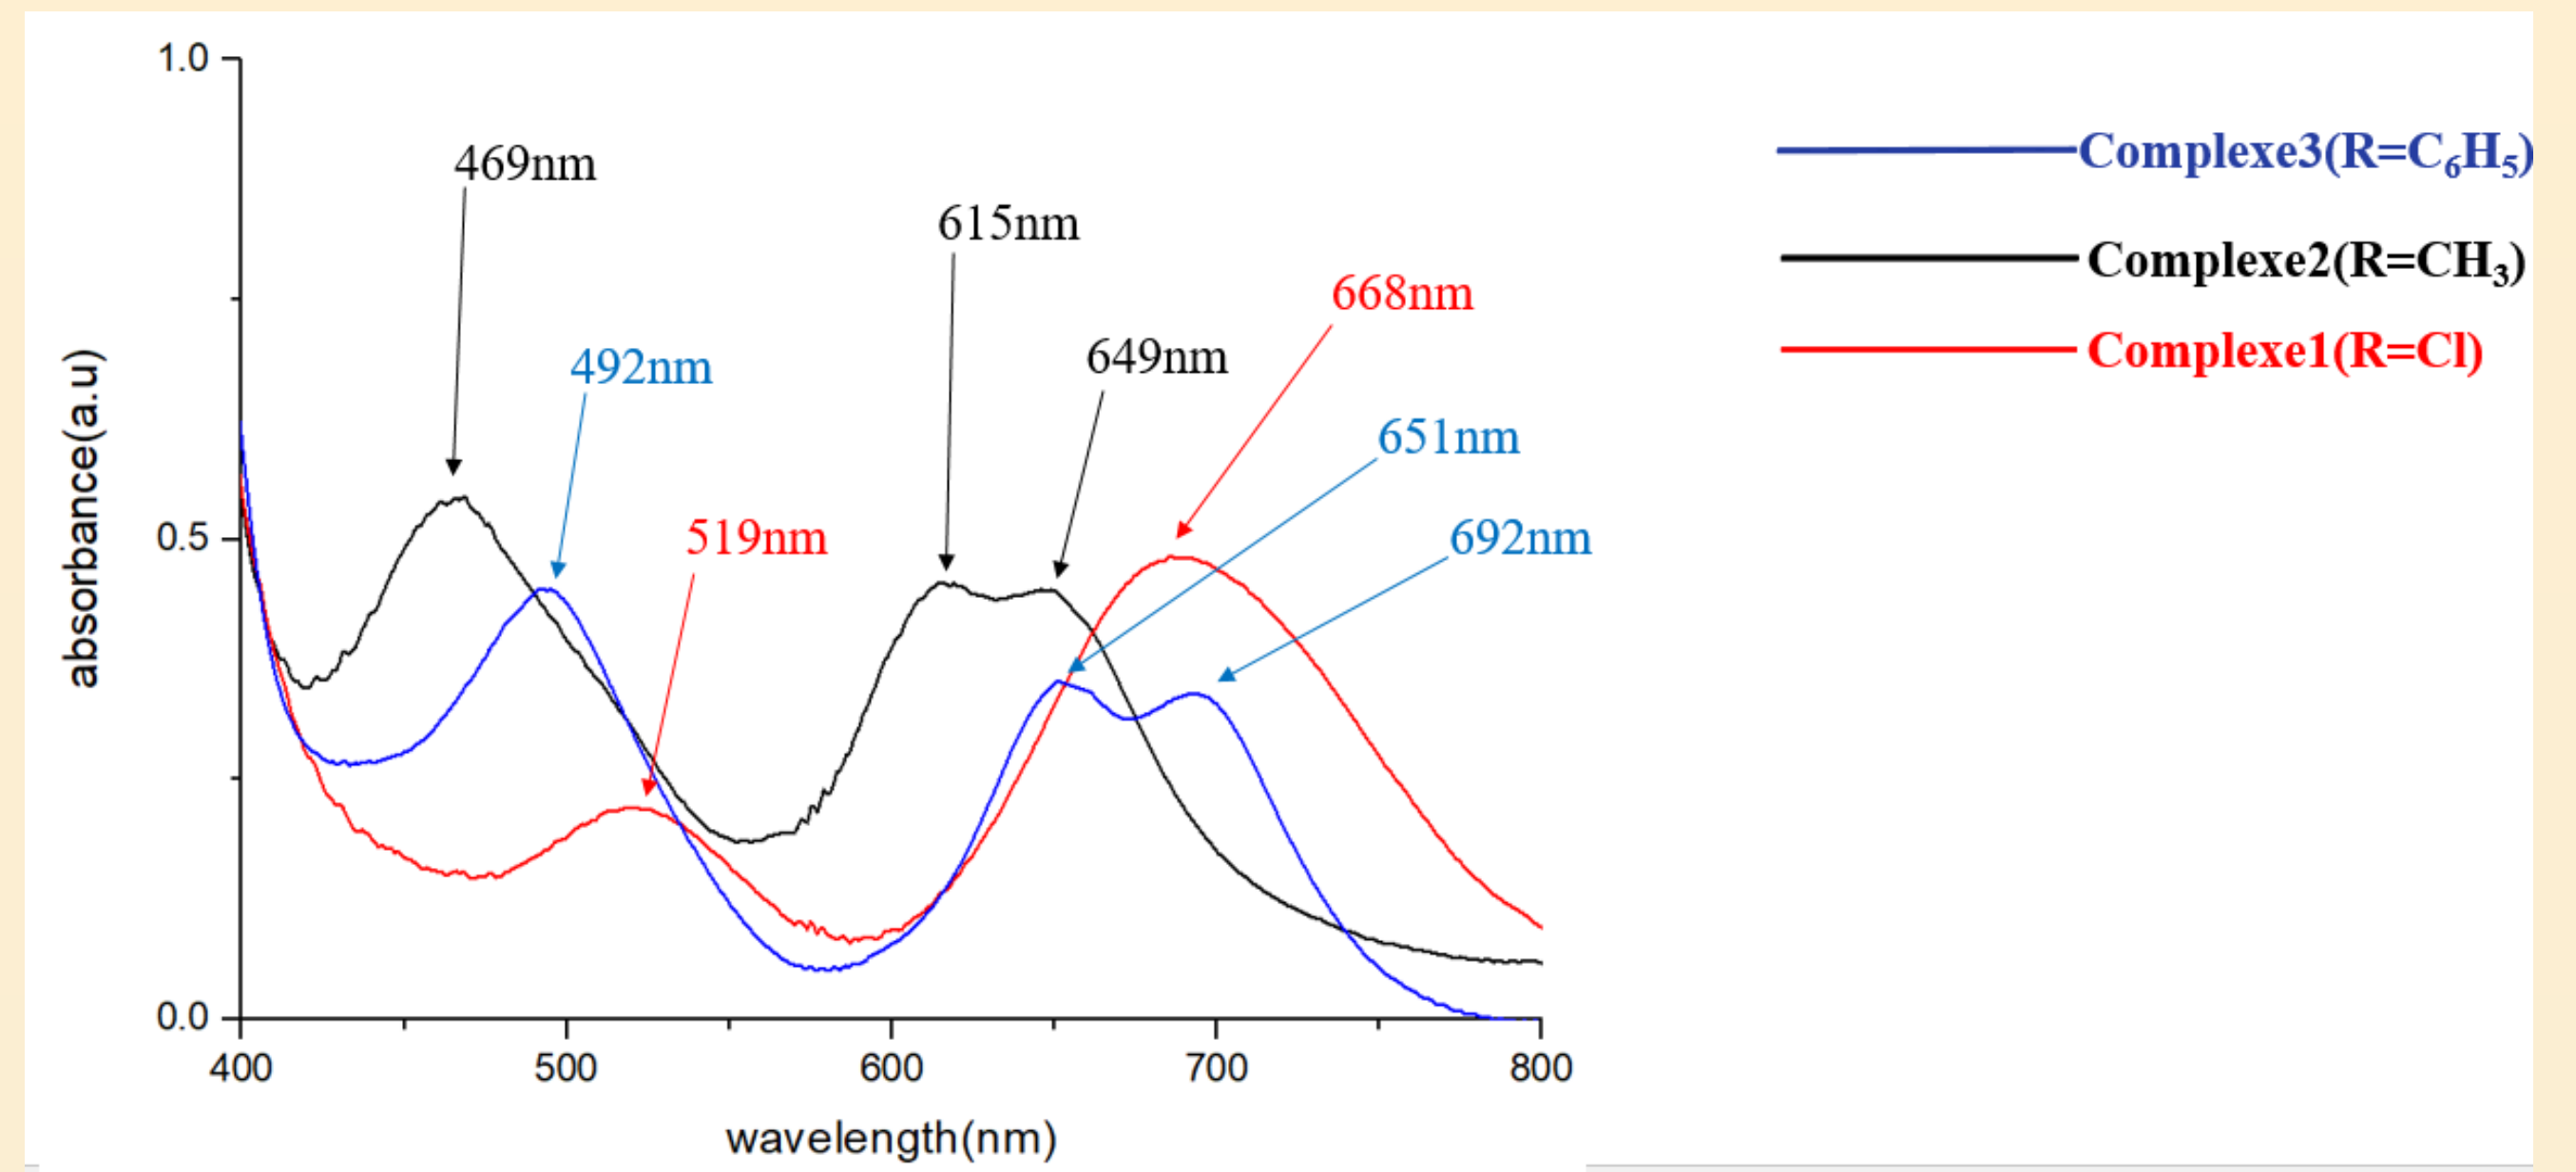 1.0
0.5
0.0
400
500
600
700
800
absorbance(a.u)
wavelength(nm)
469nm
492nm
519nm
615nm
649nm
668nm
651nm
692nm
Complexe3(R=C₆H₅)
Complexe2(R=CH₃)
Complexe1(R=Cl)